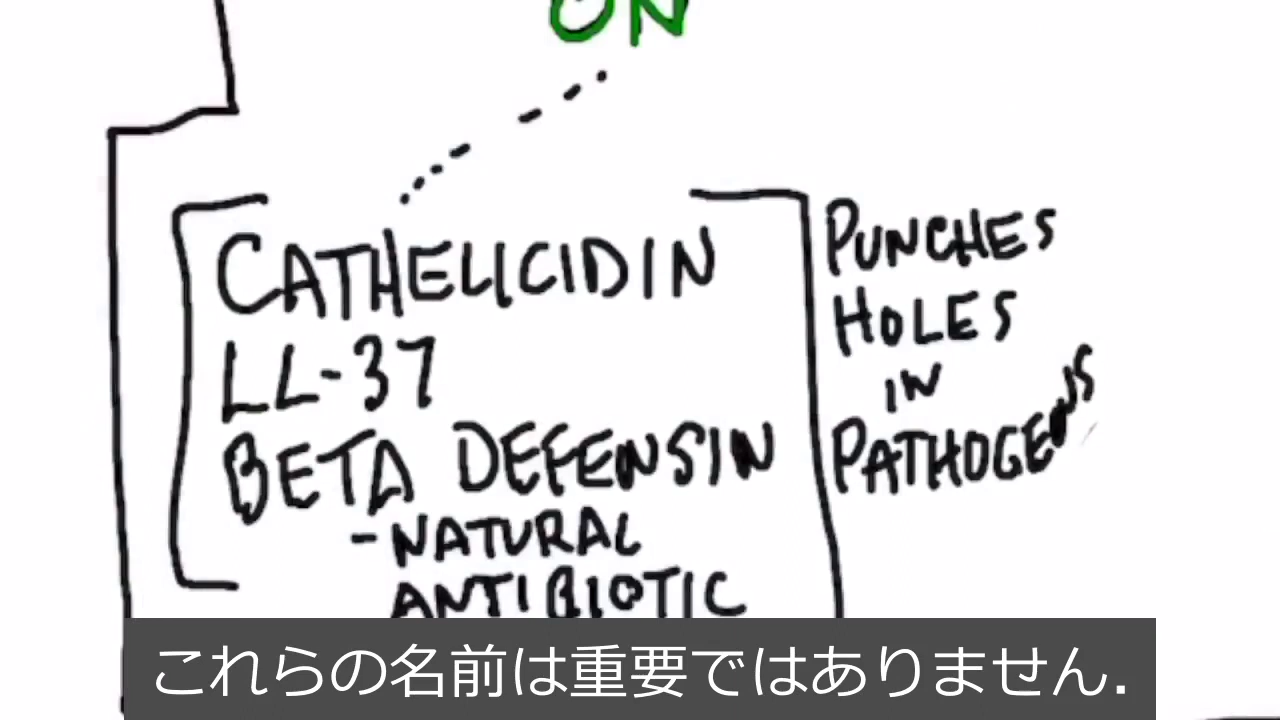 ON
CATHELICIDIN
LL-37
BETA DEFENSIN
-NATURAL
ANTIBIOTIC
PUNCHES
HOLES
IN
PATHOGENS
これらの名前は重要ではありません.